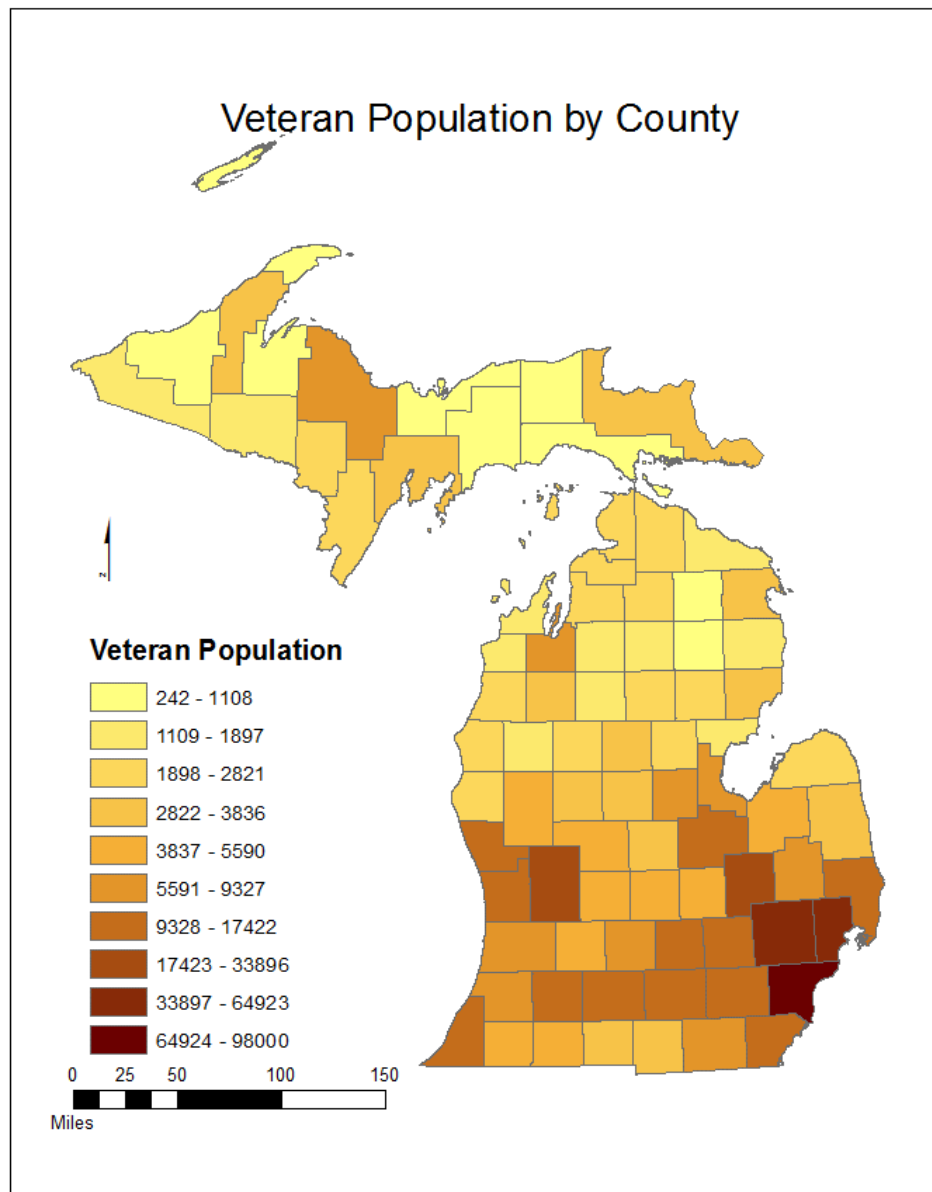 Veteran Population by County
z
Veteran Population
242 - 1108
1109 - 1897
1898 - 2821
2822 - 3836
3837 - 5590
5591 - 9327
9328 - 17422
17423 - 33896
33897 - 64923
64924 - 98000
0 25 50 100 150
Miles